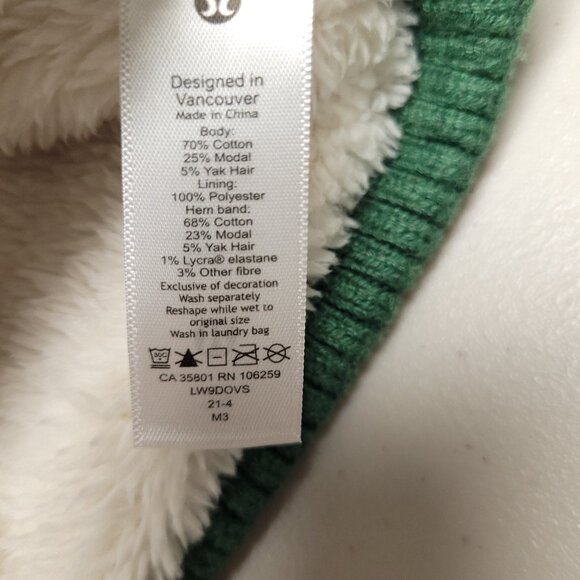 Designed in
Vancouver
Made in China
Body:
70% Cotton
25% Modal
5% Yak Hair
Lining:
100% Polyester
Hem band:
68% Cotton
23% Modal
5% Yak Hair
1% Lycra® elastane
3% Other fibre
Exclusive of decoration
Wash separately
Reshape while wet to
original size
Wash in laundry bag
30C
CA 35801 RN 106259
LW9DOVS
21-4
M3